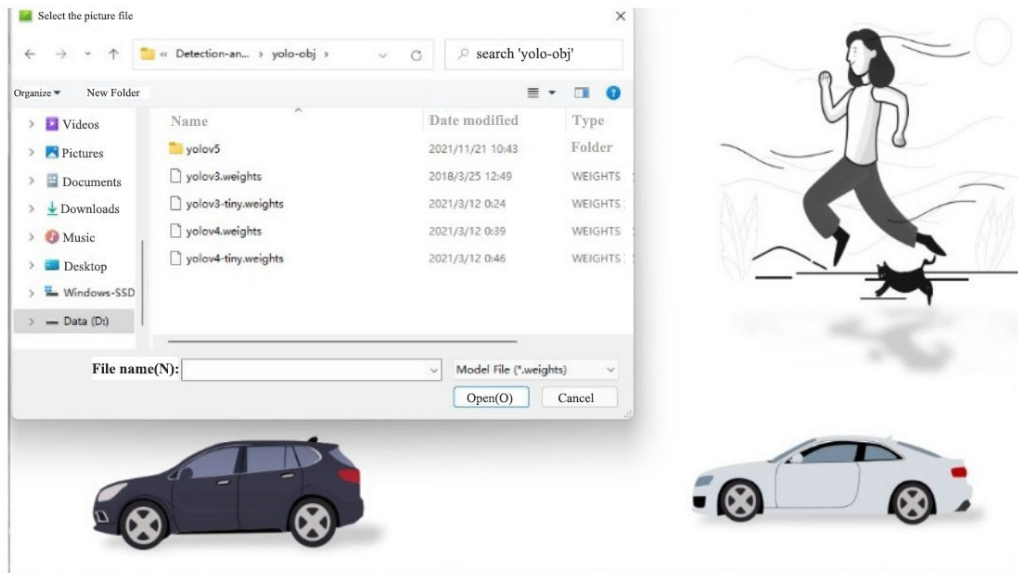 Select the picture file
« Detection-an... › yolo-obj ›
search 'yolo-obj'
Organize
New Folder
Name Date modified Type
Videos
Pictures
Documents
Downloads
Music
Desktop
Windows-SSD
Data (D:)
yolov5 2021/11/21 10:43 Folder
yolov3.weights 2018/3/25 12:49 WEIGHTS
yolov3-tiny.weights 2021/3/12 0:24 WEIGHTS
yolov4.weights 2021/3/12 0:39 WEIGHTS
yolov4-tiny.weights 2021/3/12 0:46 WEIGHTS
File name(N):
Model File (*.weights)
Open(O)
Cancel